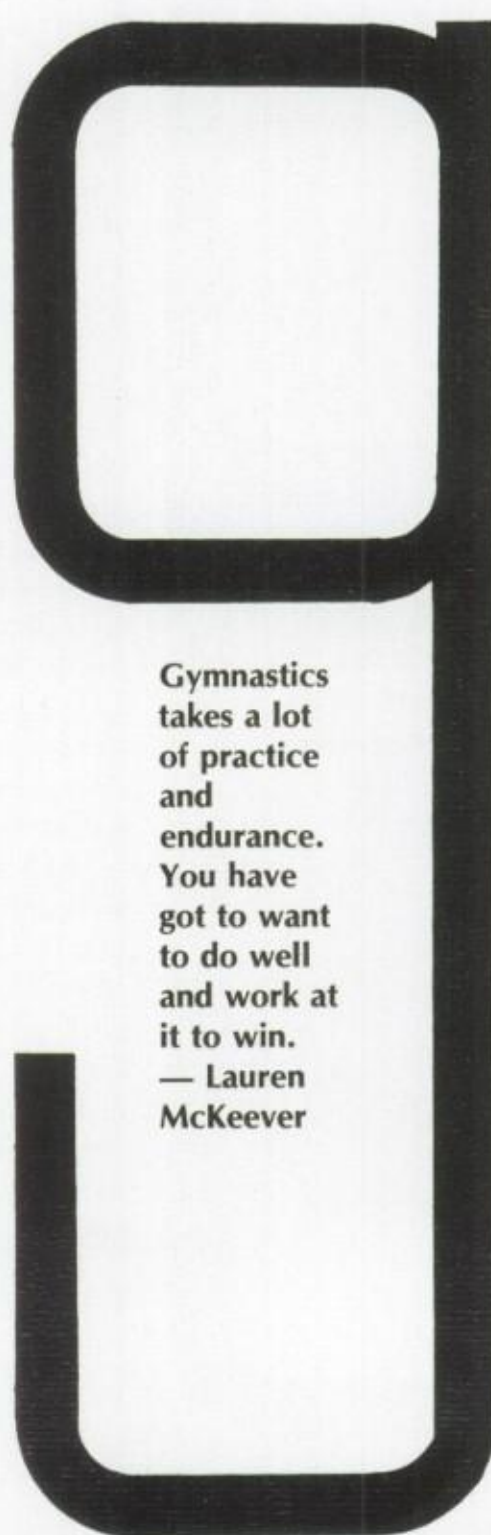 g
Gymnastics
takes a lot
of practice
and
endurance.
You have
got to want
to do well
and work at
it to win.
— Lauren
McKeever